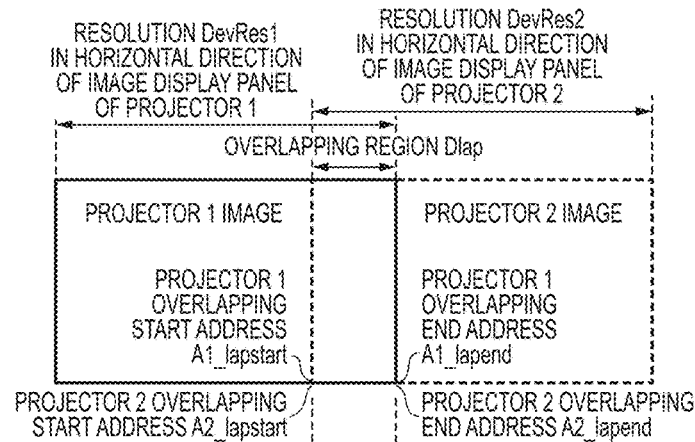 RESOLUTION DevRes1
IN HORIZONTAL DIRECTION
OF IMAGE DISPLAY PANEL
OF PROJECTOR 1
RESOLUTION DevRes2
IN HORIZONTAL DIRECTION
OF IMAGE DISPLAY PANEL
OF PROJECTOR 2
OVERLAPPING REGION Dlap
PROJECTOR 1 IMAGE
PROJECTOR 2 IMAGE
PROJECTOR 1
OVERLAPPING
START ADDRESS
A1_lapstart
PROJECTOR 1
OVERLAPPING
END ADDRESS
A1_lapend
PROJECTOR 2 OVERLAPPING
START ADDRESS A2_lapstart
PROJECTOR 2 OVERLAPPING
END ADDRESS A2_lapend